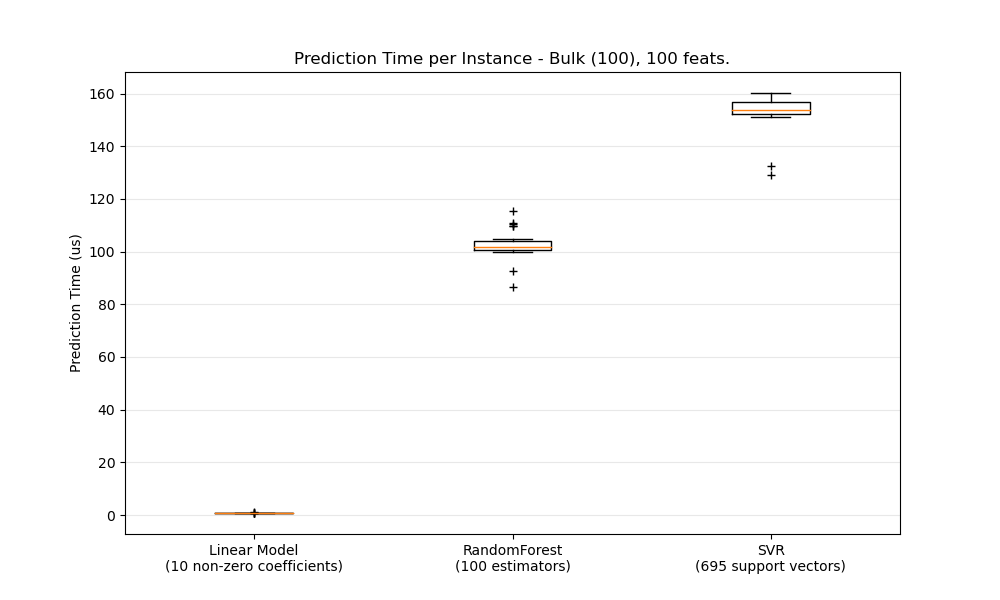 Prediction Time per Instance - Bulk (100), 100 feats.
Prediction Time (us)
160
140
120
100
80
60
40
20
0
Linear Model
(10 non-zero coefficients)
RandomForest
(100 estimators)
SVR
(695 support vectors)